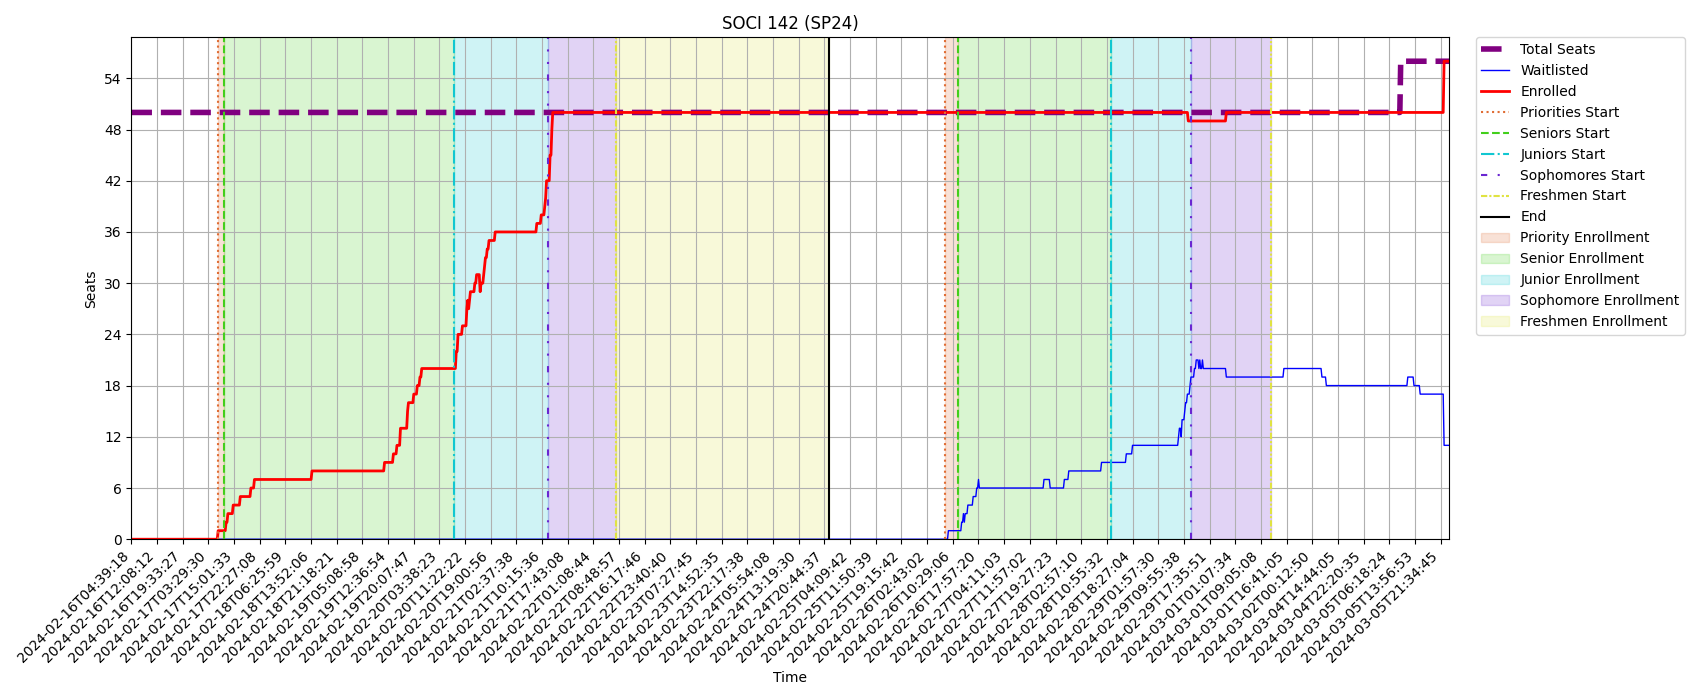 SOCI 142 (SP24)
Seats
54
48
42
36
30
24
18
12
6
0
2024-02-16T04:39:18
2024-02-16T12:08:12
2024-02-16T19:33:27
2024-02-17T03:29:30
2024-02-17T15:01:33
2024-02-17T22:27:08
2024-02-18T06:25:59
2024-02-18T13:52:06
2024-02-18T21:18:21
2024-02-19T05:08:58
2024-02-19T12:36:54
2024-02-19T20:07:47
2024-02-20T03:38:23
2024-02-20T11:22:22
2024-02-20T19:00:56
2024-02-21T02:37:38
2024-02-21T10:15:36
2024-02-21T17:43:08
2024-02-22T01:08:44
2024-02-22T08:48:57
2024-02-22T16:17:46
2024-02-22T23:40:40
2024-02-23T07:27:45
2024-02-23T14:52:35
2024-02-23T22:17:38
2024-02-24T05:54:08
2024-02-24T13:19:30
2024-02-24T20:44:37
2024-02-25T04:09:42
2024-02-25T11:50:39
2024-02-25T19:15:42
2024-02-26T02:43:02
2024-02-26T10:29:06
2024-02-26T17:57:20
2024-02-27T04:11:03
2024-02-27T11:57:02
2024-02-27T19:27:23
2024-02-28T02:57:10
2024-02-28T10:55:32
2024-02-28T18:27:04
2024-02-29T01:57:30
2024-02-29T09:55:38
2024-02-29T17:35:51
2024-03-01T01:07:34
2024-03-01T09:05:08
2024-03-01T16:41:05
2024-03-02T00:12:50
2024-03-04T14:44:05
2024-03-04T22:20:35
2024-03-05T06:18:24
2024-03-05T13:56:53
2024-03-05T21:34:45
Time
Total Seats
Waitlisted
Enrolled
Priorities Start
Seniors Start
Juniors Start
Sophomores Start
Freshmen Start
End
Priority Enrollment
Senior Enrollment
Junior Enrollment
Sophomore Enrollment
Freshmen Enrollment